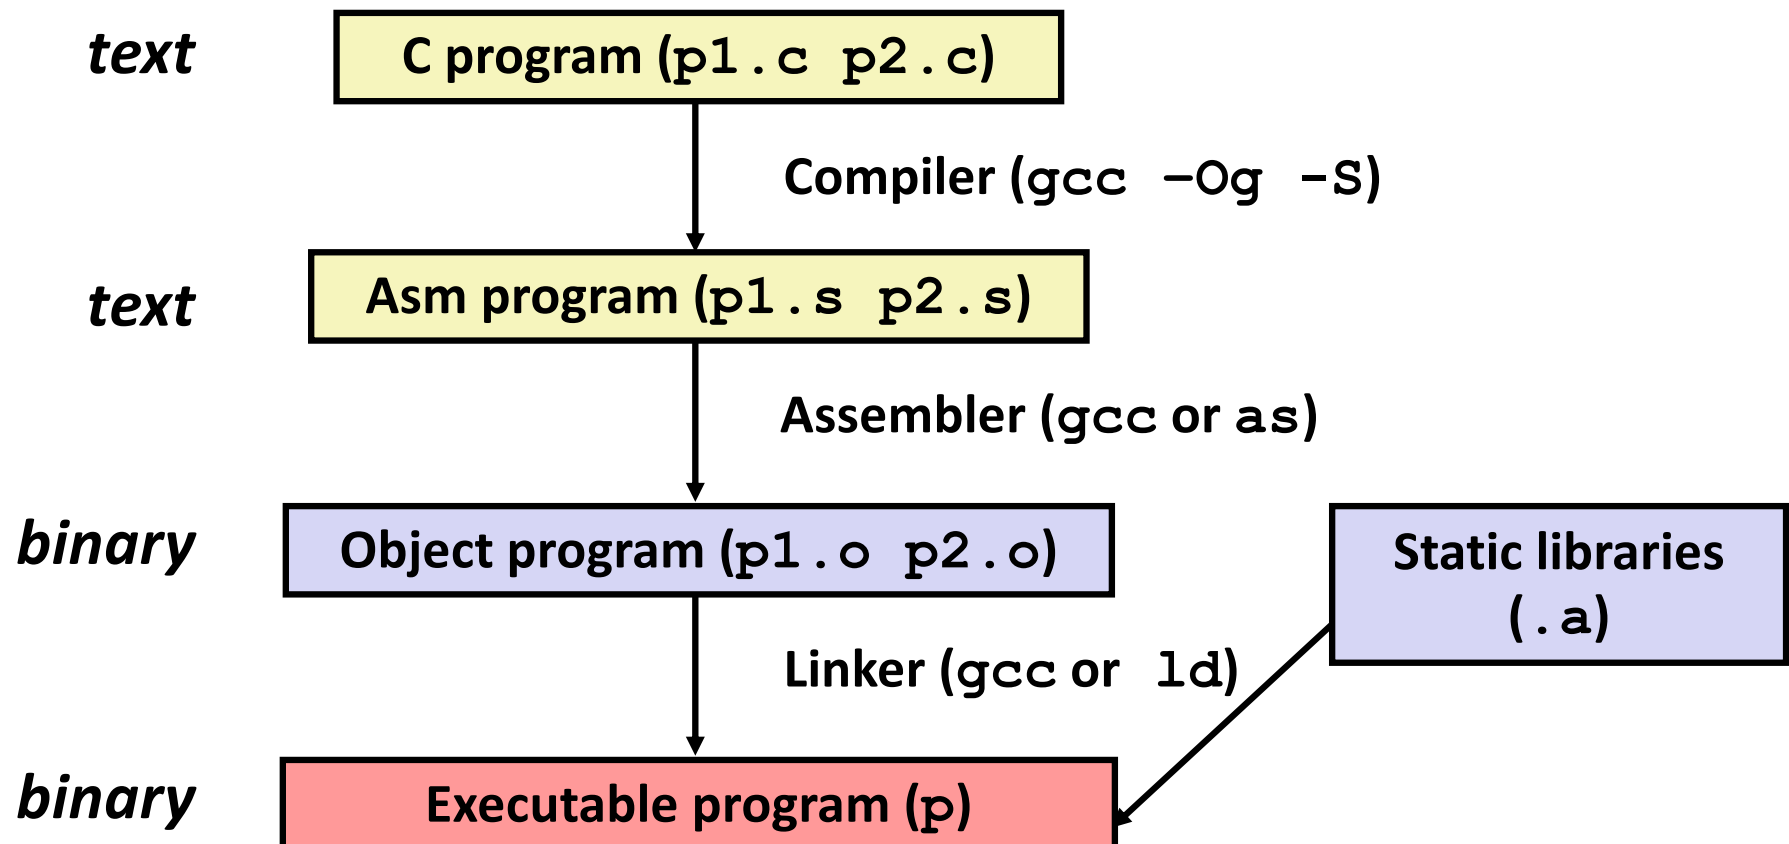 text
C program (p1.c p2.c)
Compiler (gcc –Og -S)
text
Asm program (p1.s p2.s)
Assembler (gcc or as)
binary
Object program (p1.o p2.o)
Static libraries
(.a)
Linker (gcc or ld)
binary
Executable program (p)